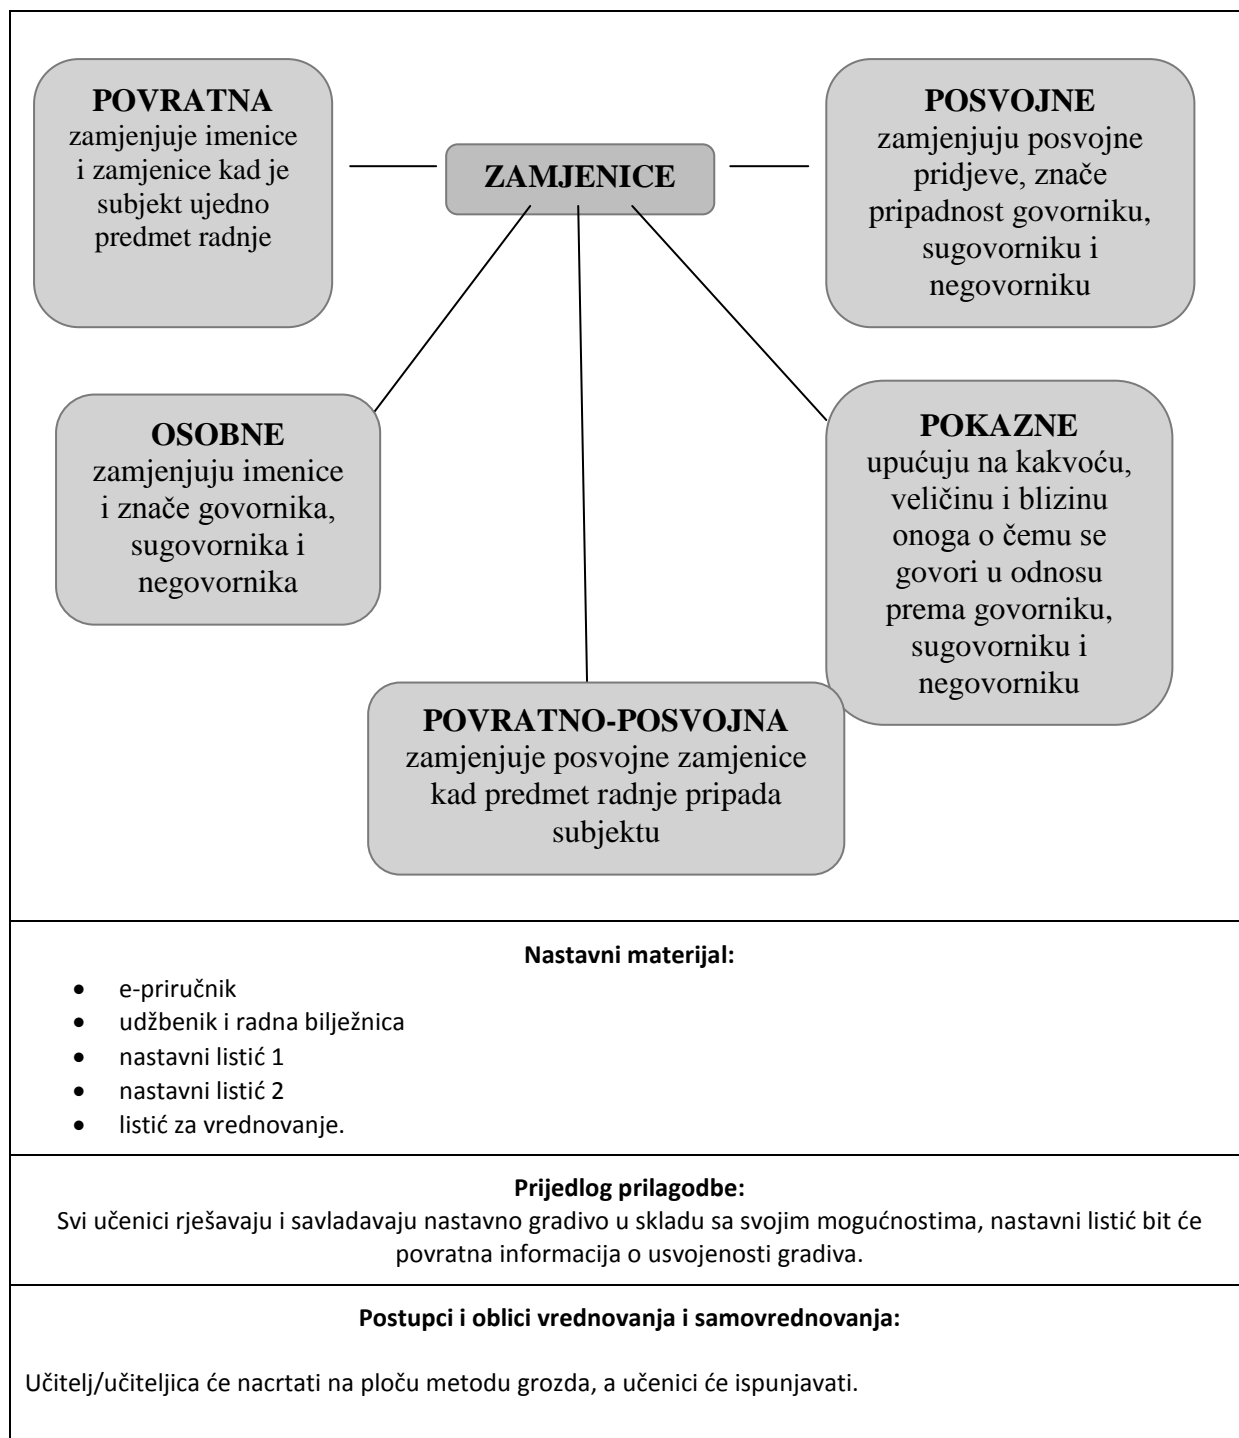 POVRATNA
zamjenjuje imenice
i zamjenice kad je
subjekt ujedno
predmet radnje
ZAMJENICE
POSVOJNE
zamjenjuju posvojne
pridjeve, znače
pripadnost govorniku,
sugovorniku i
negovorniku
OSOBNE
zamjenjuju imenice
i znače govornika,
sugovornika i
negovornika
POKAZNE
upućuju na kakvoću,
veličinu i blizinu
onoga o čemu se
govori u odnosu
prema govorniku,
sugovorniku i
negovorniku
POVRATNO-POSVOJNA
zamjenjuje posvojne zamjenice
kad predmet radnje pripada
subjektu
Nastavni materijal:
• e-priručnik
• udžbenik i radna bilježnica
• nastavni listić 1
• nastavni listić 2
• listić za vrednovanje.
Prijedlog prilagodbe:
Svi učenici rješavaju i savladavaju nastavno gradivo u skladu sa svojim mogućnostima, nastavni listić bit će
povratna informacija o usvojenosti gradiva.
Postupci i oblici vrednovanja i samovrednovanja:
Učitelj/učiteljica će nacrtati na ploču metodu grozda, a učenici će ispunjavati.